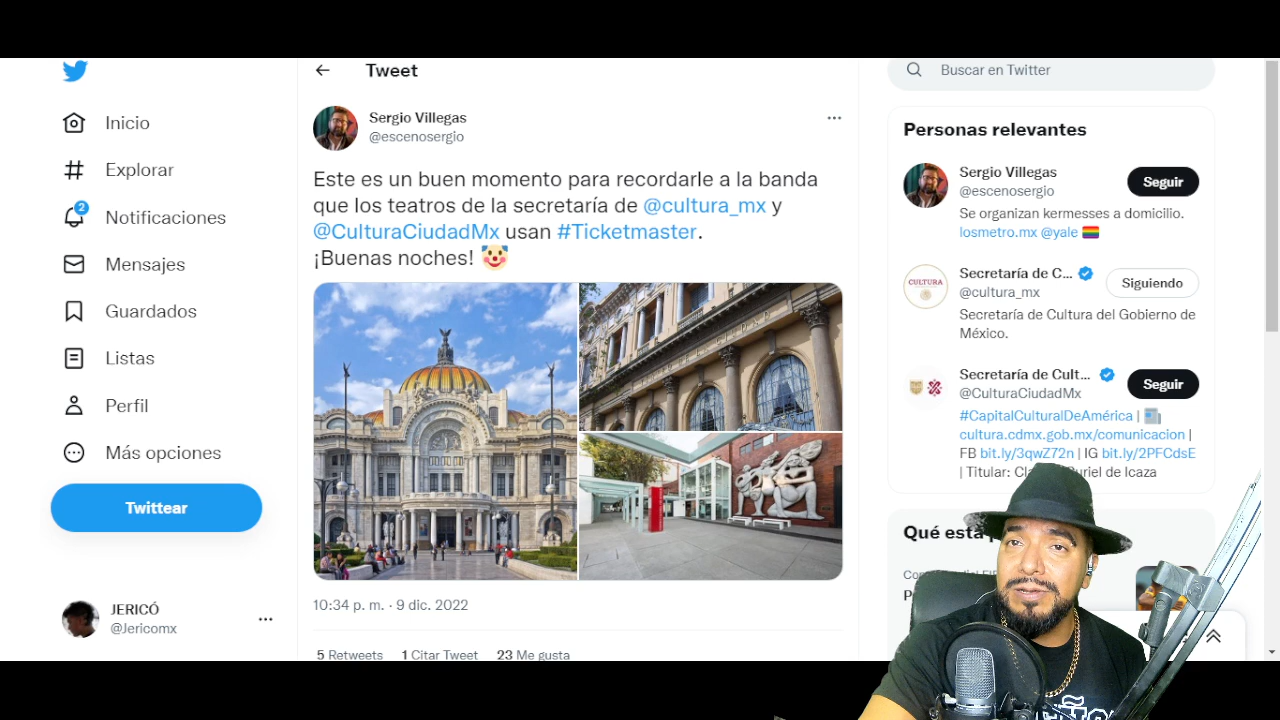 Tweet
Buscar en Twitter
Inicio
Explorar
2
Notificaciones
Mensajes
Guardados
Listas
Perfil
Más opciones
Twittear
JERICÓ
@Jericomx
Sergio Villegas
@escenosergio
Este es un buen momento para recordarle a la banda
que los teatros de la secretaría de @cultura_mx y
@CulturaCiudadMx usan #Ticketmaster.
¡Buenas noches!
10:34 p. m. · 9 dic. 2022
5 Retweets 1 Citar Tweet 23 Me gusta
Personas relevantes
Sergio Villegas
@escenosergio
Seguir
Se organizan kermesses a domicilio.
losmetro.mx @yale
CULTURA
Secretaría de C...
@cultura_mx
Siguiendo
Secretaría de Cultura del Gobierno de
México.
Secretaría de Cult...
@CulturaCiudadMx
Seguir
#CapitalCulturalDeAmérica |
cultura.cdmx.gob.mx/comunicacion |
FB bit.ly/3qwZ72n | IG bit.ly/2PFCdsE
| Titular: de Icaza
Qué está